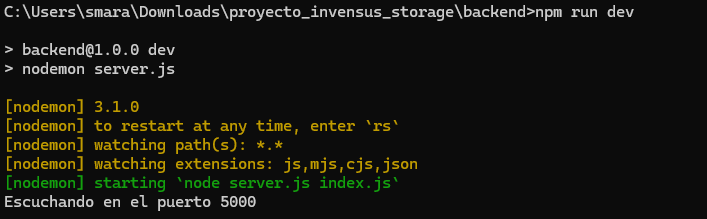 C:\Users\smara\Downloads\proyecto_invensus_storage\backend>npm run dev
> backend@1.0.0 dev
> nodemon server.js
[nodemon] 3.1.0
[nodemon] to restart at any time, enter `rs`
[nodemon] watching path(s): *.*
[nodemon] watching extensions: js,mjs,cjs,json
[nodemon] starting `node server.js index.js`
Escuchando en el puerto 5000